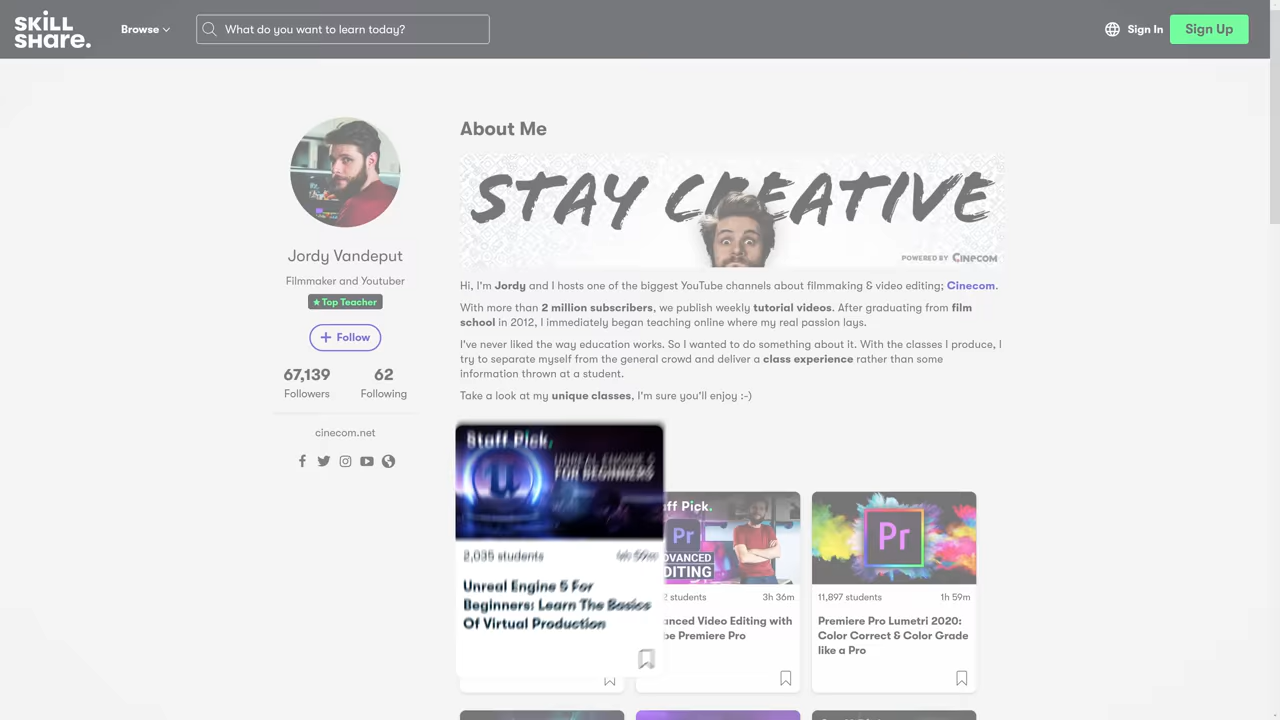 SKILL
SHARE.
Browse
What do you want to learn today?
Sign In
Sign Up
Jordy Vandeput
Filmmaker and Youtuber
Top Teacher
Follow
67,139
Followers
62
Following
cinecom.net
About Me
STAY CREATIVE
POWERED BY CINECOM
Hi, I'm Jordy and I hosts one of the biggest YouTube channels about filmmaking & video editing; Cinecom.
With more than 2 million subscribers, we publish weekly tutorial videos. After graduating from film
school in 2012, I immediately began teaching online where my real passion lays.
I've never liked the way education works. So I wanted to do something about it. With the classes I produce, I
try to separate myself from the general crowd and deliver a class experience rather than some
information thrown at a student.
Take a look at my unique classes, I'm sure you'll enjoy :-)
Staff Pick.
UNREAL ENGINE 5
FOR BEGINNERS
2,035 students
Unreal Engine 5 For
Beginners: Learn The Basics
Of Virtual Production
ff Pick.
Pr
DVANCED
EDITING
2 students
3h 36m
anced Video Editing with
be Premiere Pro
Pr
11,897 students
1h 59m
Premiere Pro Lumetri 2020:
Color Correct & Color Grade
like a Pro